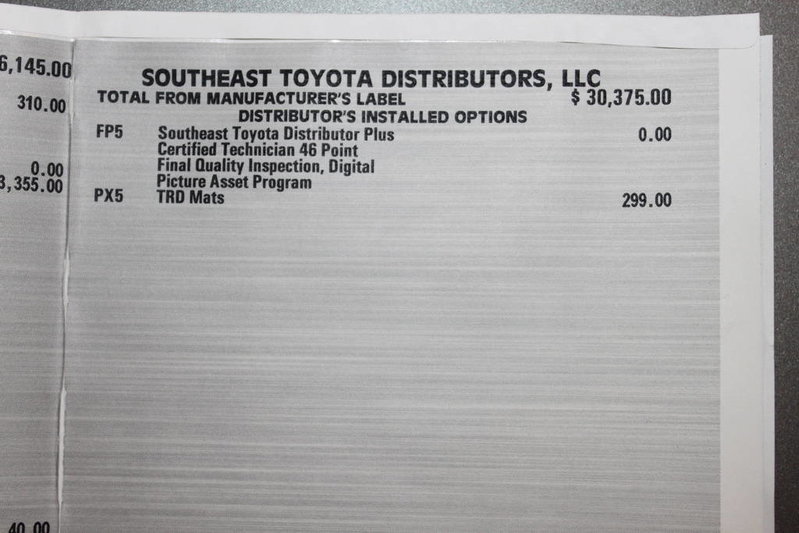 6,145.00
310.00
0.00
3,355.00
40.00
SOUTHEAST TOYOTA DISTRIBUTORS, LLC
TOTAL FROM MANUFACTURER'S LABEL $ 30,375.00
DISTRIBUTOR'S INSTALLED OPTIONS
FP5 Southeast Toyota Distributor Plus 0.00
Certified Technician 46 Point
Final Quality Inspection, Digital
Picture Asset Program
PX5 TRD Mats 299.00